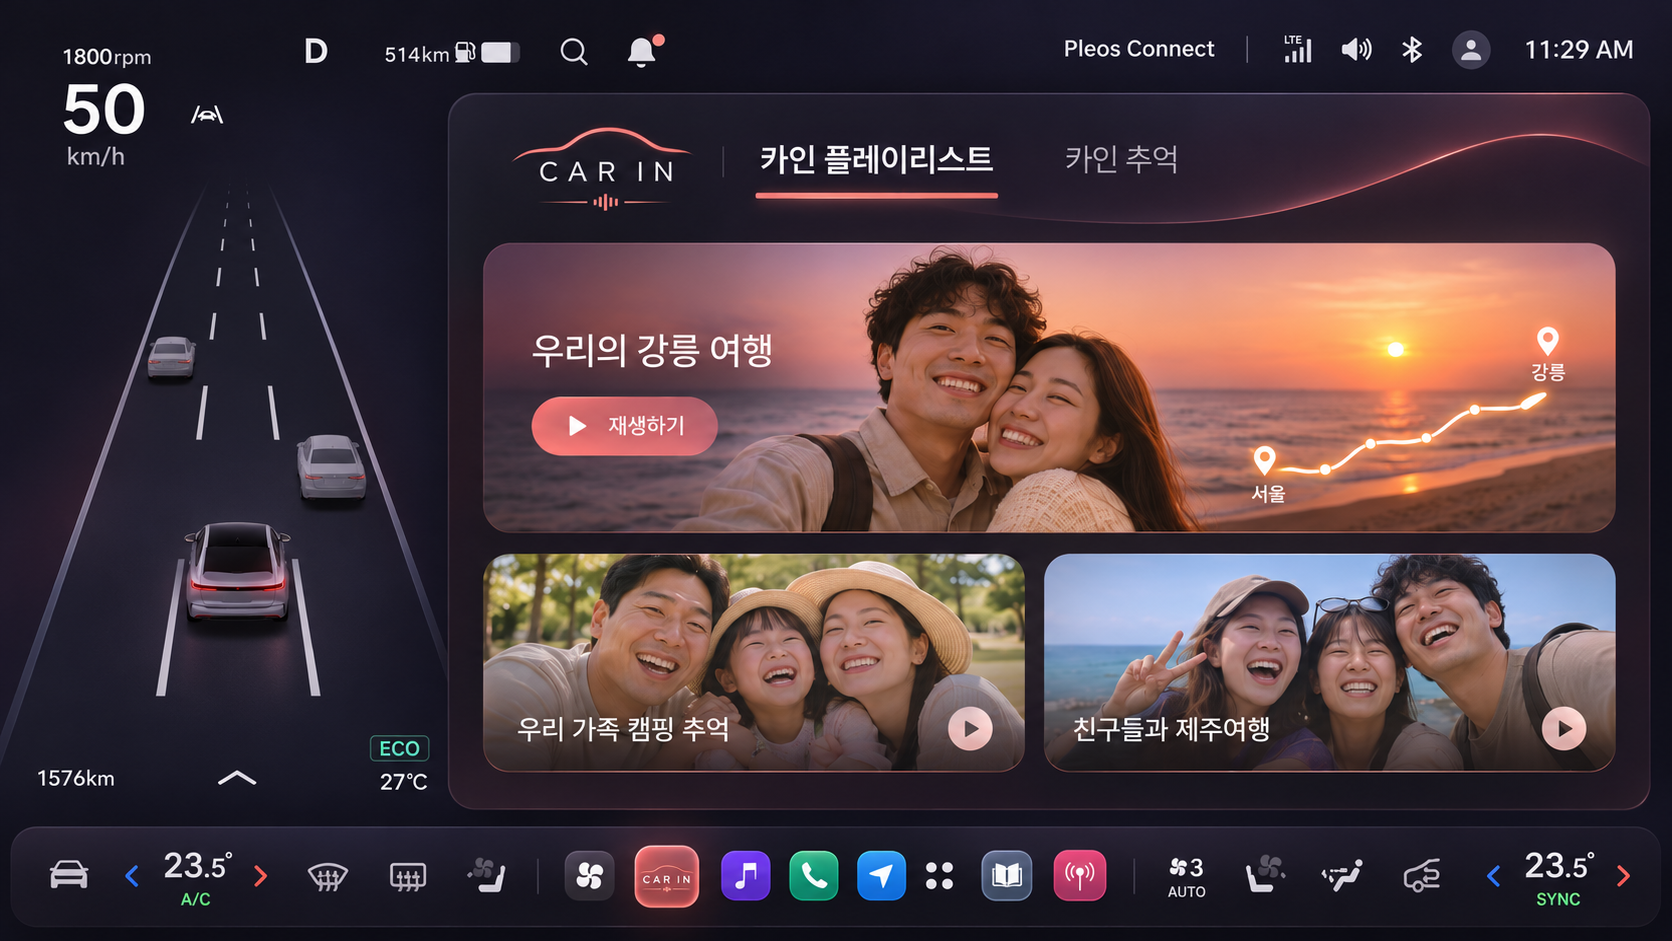 1800rpm
50
km/h
D
514km
Pleos Connect
LTE
11:29 AM
CAR IN
카인 플레이리스트
카인 추억
우리의 강릉 여행
재생하기
강릉
서울
우리 가족 캠핑 추억
친구들과 제주여행
1576km
ECO
27℃
23.5°
A/C
CAR IN
3
AUTO
23.5°
SYNC